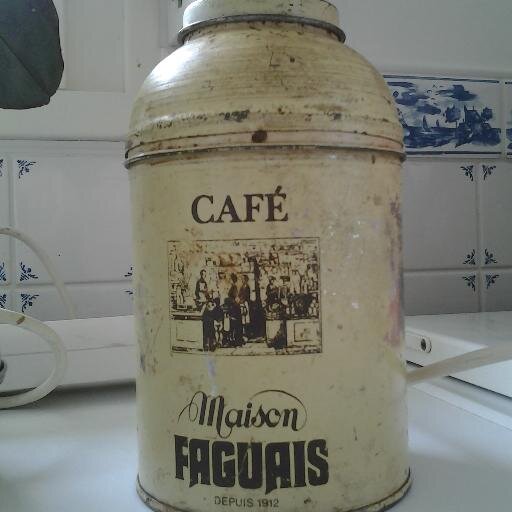 CAFÉ
Maison
FAGUAIS
DEPUIS 1912